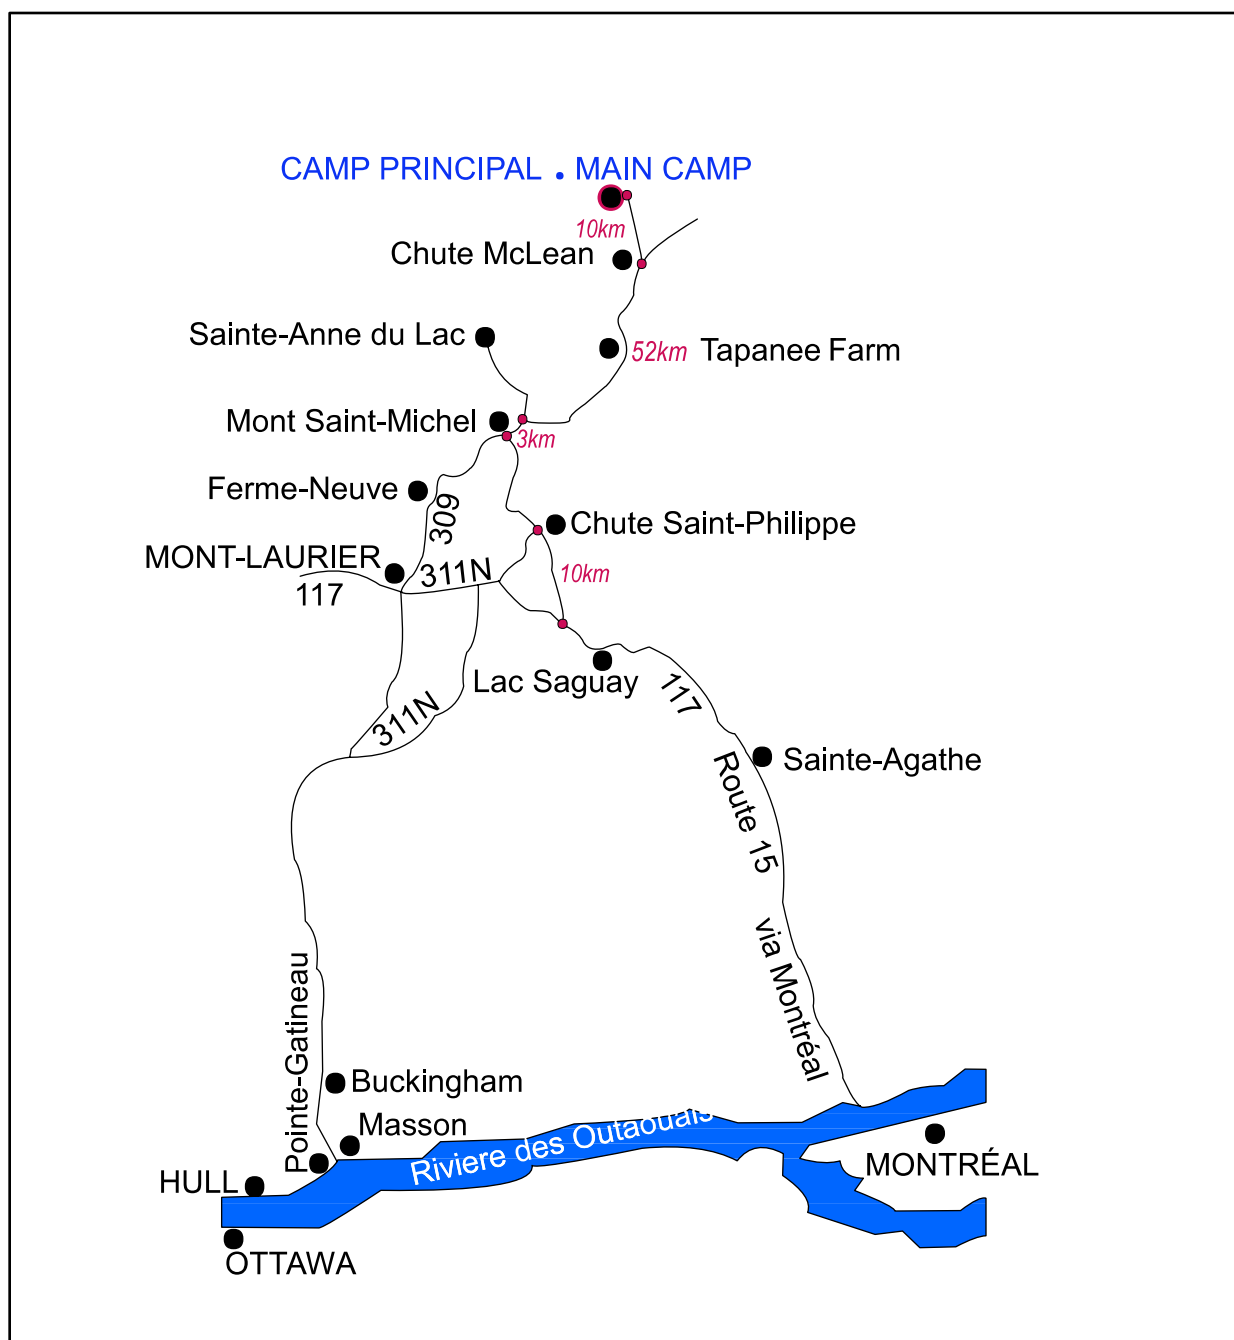 CAMP PRINCIPAL . MAIN CAMP
10km
Chute McLean
Sainte-Anne du Lac
52km
Tapanee Farm
Mont Saint-Michel
3km
Ferme-Neuve
309
Chute Saint-Philippe
MONT-LAURIER
311N
10km
117
Lac Saguay
117
311N
Sainte-Agathe
Route 15
via Montréal
Pointe-Gatineau
Buckingham
Masson
Riviere des Outaouais
MONTRÉAL
HULL
OTTAWA